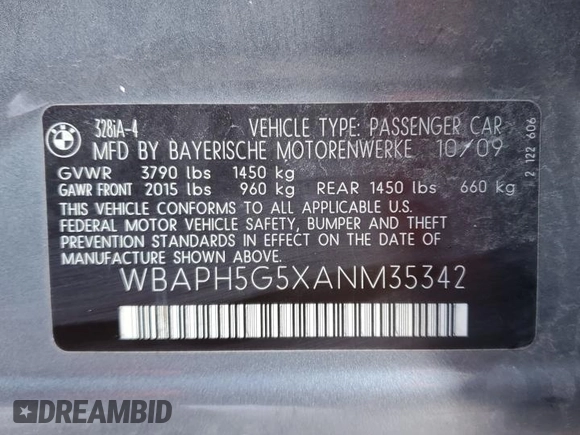 BMW
328iA-4
VEHICLE TYPE: PASSENGER CAR
MFD BY BAYERISCHE MOTORENWERKE 10/09
GVWR 3790 lbs 1450 kg
GAWR FRONT 2015 lbs 960 kg REAR 1450 lbs 660 kg
THIS VEHICLE CONFORMS TO ALL APPLICABLE U.S.
FEDERAL MOTOR VEHICLE SAFETY, BUMPER AND THEFT
PREVENTION STANDARDS IN EFFECT ON THE DATE OF
MANUFACTURE SHOWN ABOVE.
WBAPH5G5XANM35342
2 122 606
DREAMBID